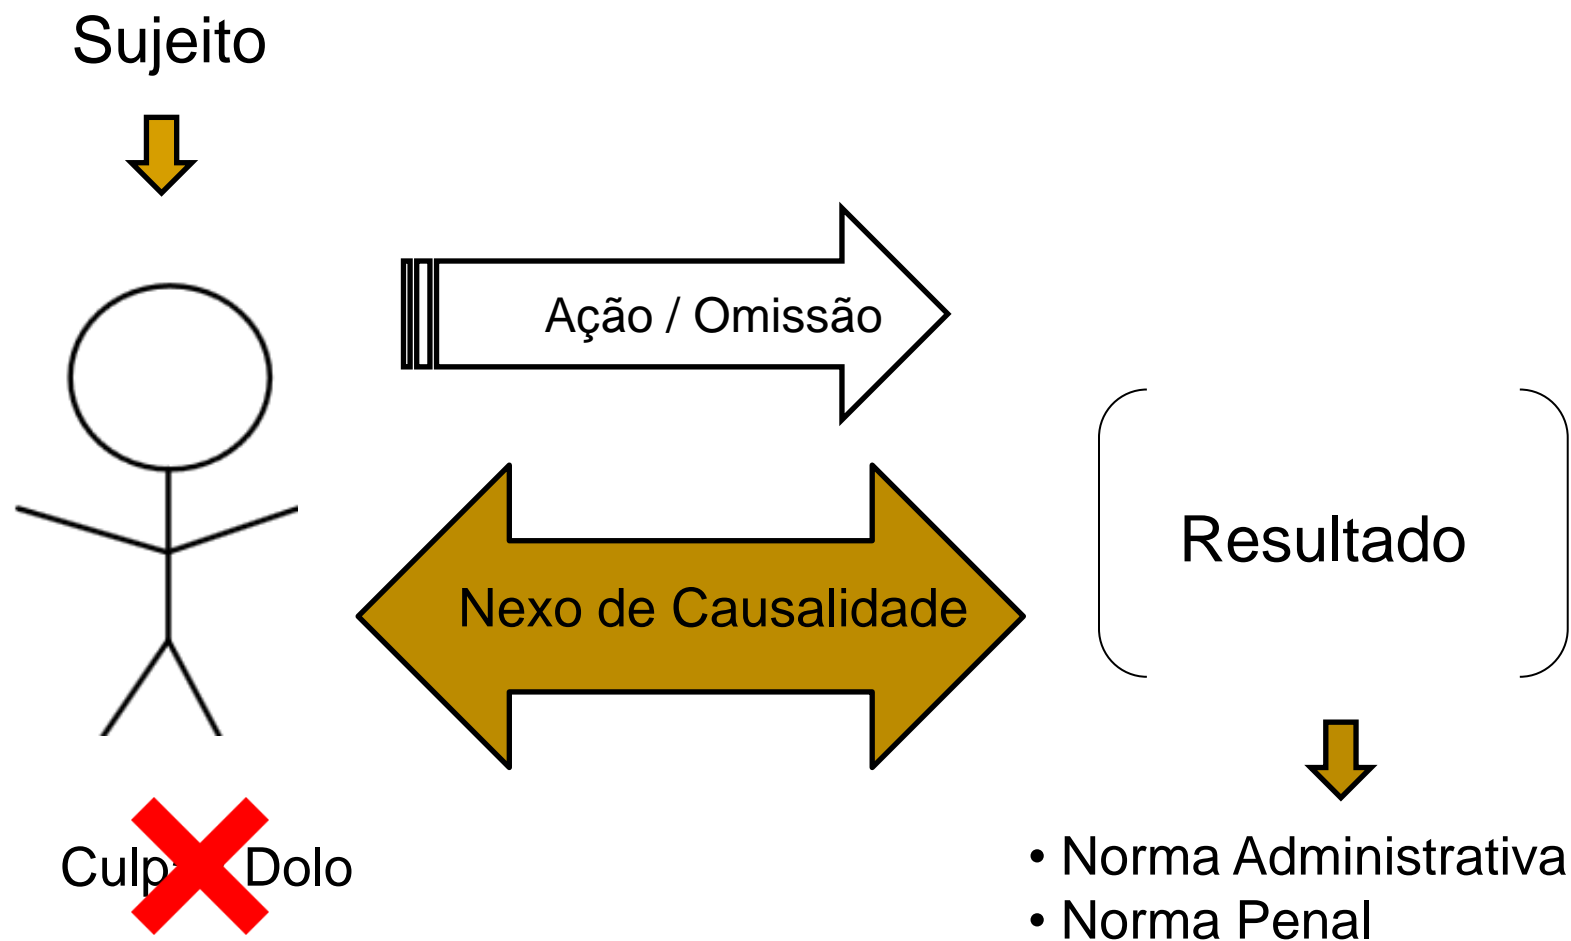 Sujeito
Ação / Omissão
Resultado
Nexo de Causalidade
Culp Dolo
• Norma Administrativa
• Norma Penal